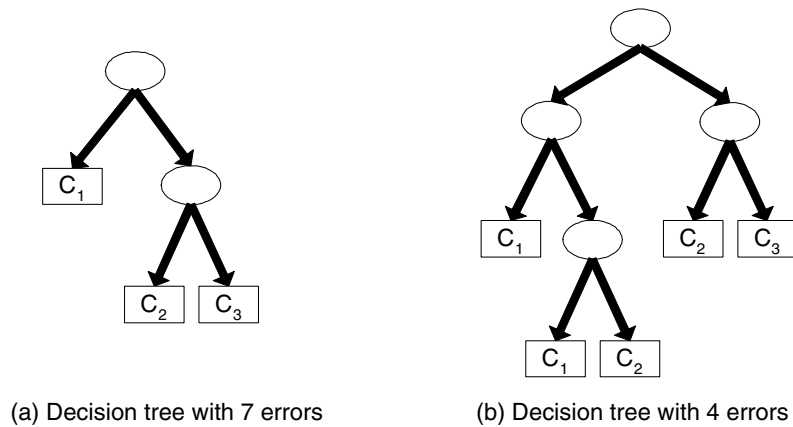 C₁
C₂ C₃
(a) Decision tree with 7 errors
C₁ C₂ C₃
C₁ C₂
(b) Decision tree with 4 errors